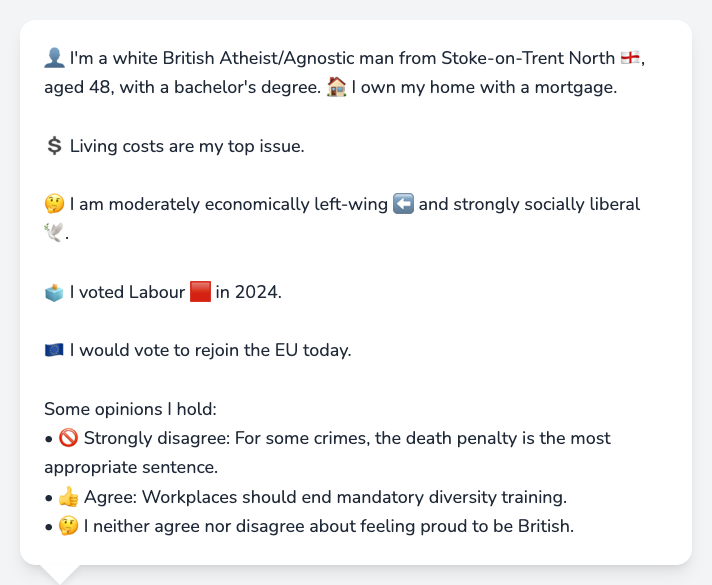 👤 I'm a white British Atheist/Agnostic man from Stoke-on-Trent North 🏴󠁧󠁢󠁥󠁮󠁧󠁿,
aged 48, with a bachelor's degree. 🏠 I own my home with a mortgage.
💲 Living costs are my top issue.
🤔 I am moderately economically left-wing ⬅️ and strongly socially liberal
🕊️.
🗳️ I voted Labour 🟥 in 2024.
🇪🇺 I would vote to rejoin the EU today.
Some opinions I hold:
• 🚫 Strongly disagree: For some crimes, the death penalty is the most
appropriate sentence.
• 👍 Agree: Workplaces should end mandatory diversity training.
• 🤔 I neither agree nor disagree about feeling proud to be British.